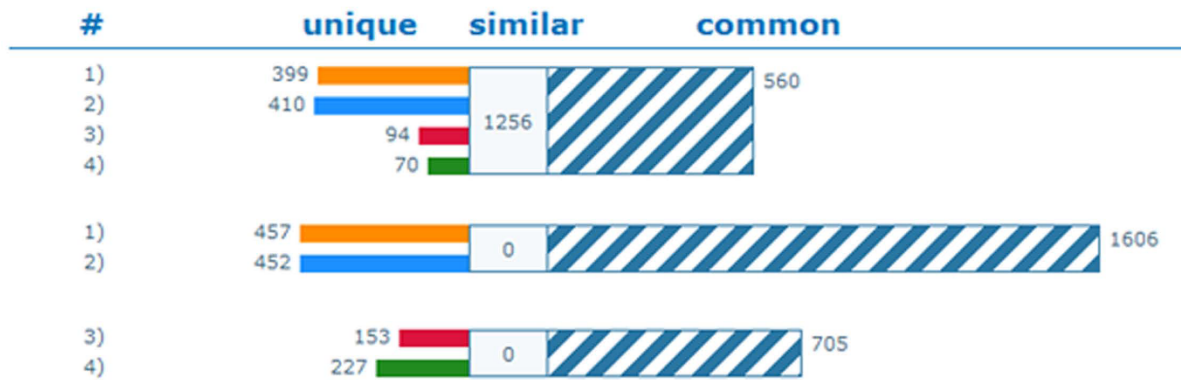 # unique similar common
1) 399 560
2) 410 1256
3) 94
4) 70
1) 457 0 1606
2) 452
3) 153 0 705
4) 227